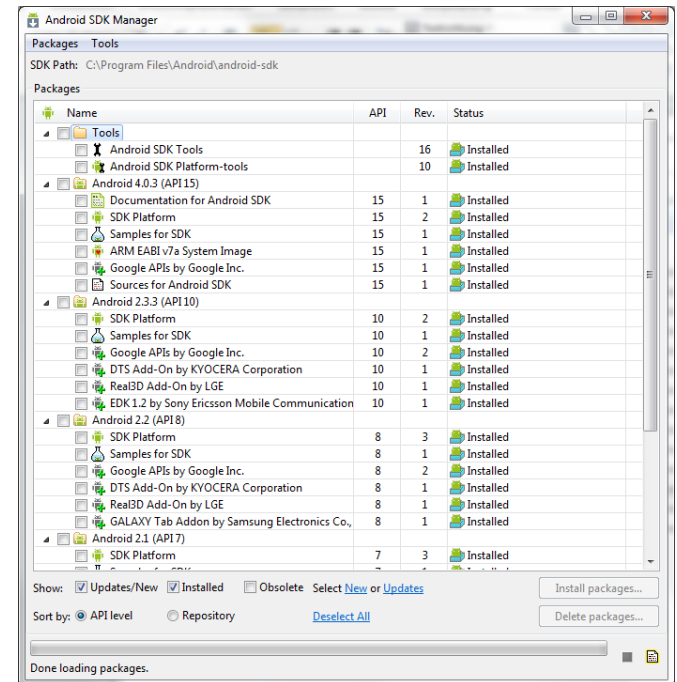 Android SDK Manager
Packages Tools
SDK Path: C:\Program Files\Android\android-sdk
Packages
Name API Rev. Status
Tools
Android SDK Tools 16 Installed
Android SDK Platform-tools 10 Installed
Android 4.0.3 (API 15)
Documentation for Android SDK 15 1 Installed
SDK Platform 15 2 Installed
Samples for SDK 15 1 Installed
ARM EABI v7a System Image 15 1 Installed
Google APIs by Google Inc. 15 1 Installed
Sources for Android SDK 15 1 Installed
Android 2.3.3 (API 10)
SDK Platform 10 2 Installed
Samples for SDK 10 1 Installed
Google APIs by Google Inc. 10 2 Installed
DTS Add-On by KYOCERA Corporation 10 1 Installed
Real3D Add-On by LGE 10 1 Installed
EDK 1.2 by Sony Ericsson Mobile Communication 10 1 Installed
Android 2.2 (API 8)
SDK Platform 8 3 Installed
Samples for SDK 8 1 Installed
Google APIs by Google Inc. 8 2 Installed
DTS Add-On by KYOCERA Corporation 8 1 Installed
Real3D Add-On by LGE 8 1 Installed
GALAXY Tab Addon by Samsung Electronics Co., 8 1 Installed
Android 2.1 (API 7)
SDK Platform 7 3 Installed
Show: Updates/New Installed Obsolete Select New or Updates Install packages...
Sort by: API level Repository Deselect All Delete packages...
Done loading packages.